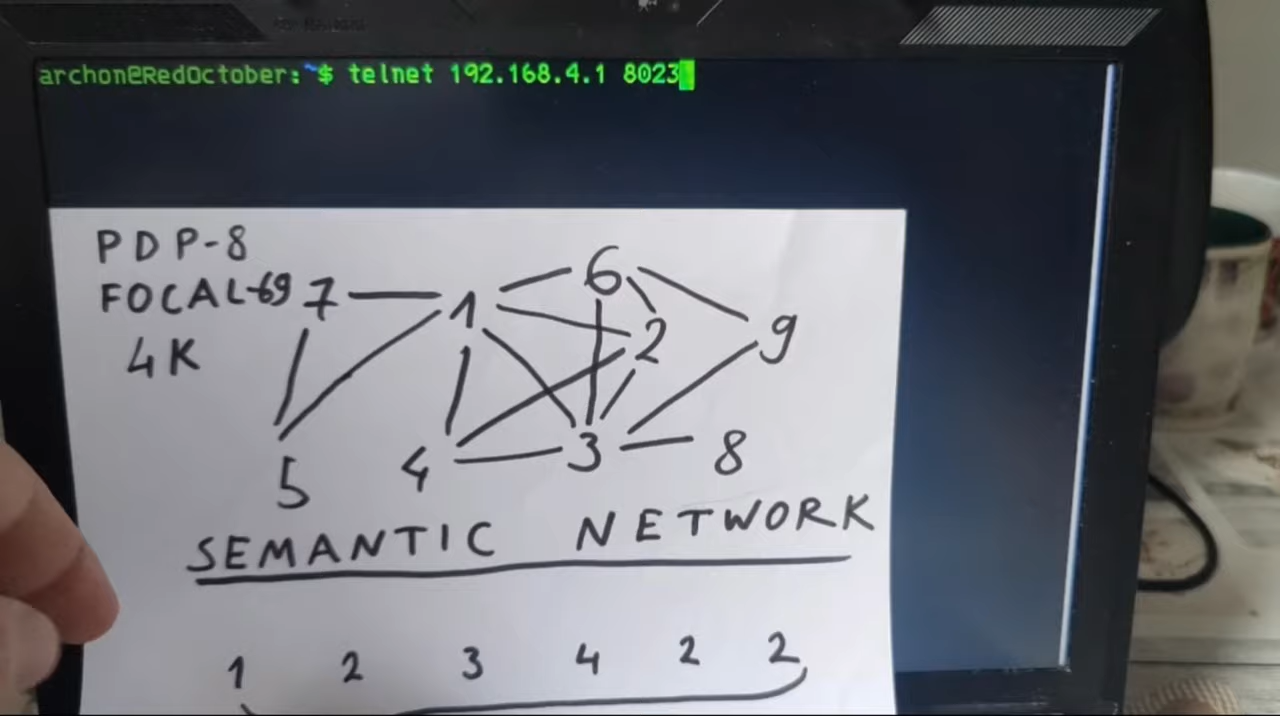 archon@RedOctober:~$ telnet 192.168.4.1 8023
PDP-8
FOCAL-69
4K
6
7
1
2
9
5
4
3
8
SEMANTIC NETWORK
1 2 3 4 2 2